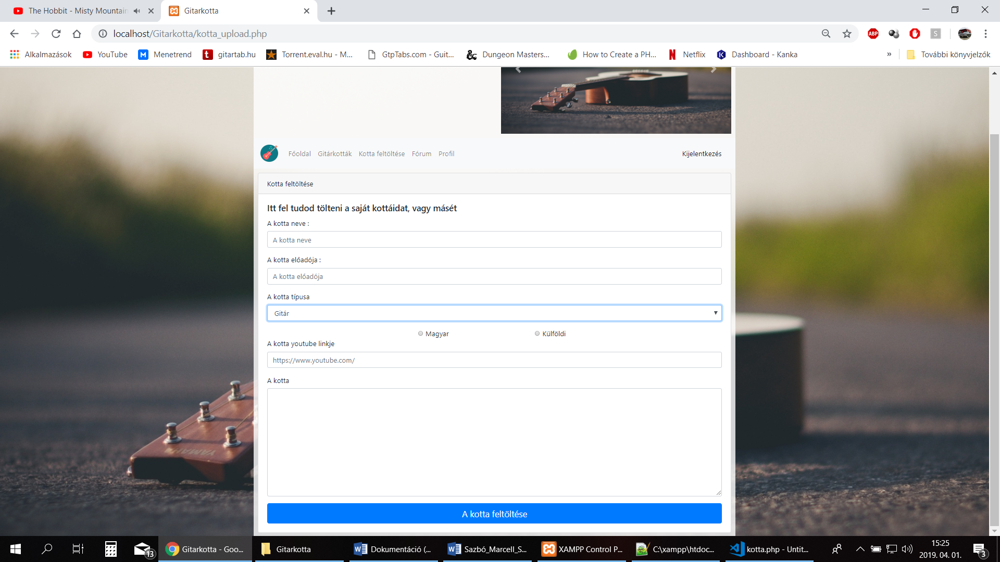 The Hobbit - Misty Mountain
Gitarkotta
localhost/Gitarkotta/kotta_upload.php
ABP
S
Alkalmazások
YouTube
M
Menetrend
t
gitartab.hu
Torrent.eval.hu - M...
GtpTabs.com - Guit...
Dungeon Masters...
How to Create a PH...
Netflix
Dashboard - Kanka
»
További könyvjelzők
Főoldal
Gitárkották
Kotta feltöltése
Fórum
Profil
Kijelentkezés
Kotta feltöltése
Itt fel tudod tölteni a saját kottáidat, vagy másét
A kotta neve :
A kotta neve
A kotta előadója :
A kotta előadója
A kotta típusa
Gitár
Magyar
Külföldi
A kotta youtube linkje
https://www.youtube.com/
A kotta
YAMAHA
A kotta feltöltése
13
Gitarkotta - Goo...
Gitarkotta
Dokumentáció (...
Sazbó_Marcell_S...
XAMPP Control P...
C:\xampp\htdoc...
kotta.php - Untit...
15:25
2019. 04. 01.
3